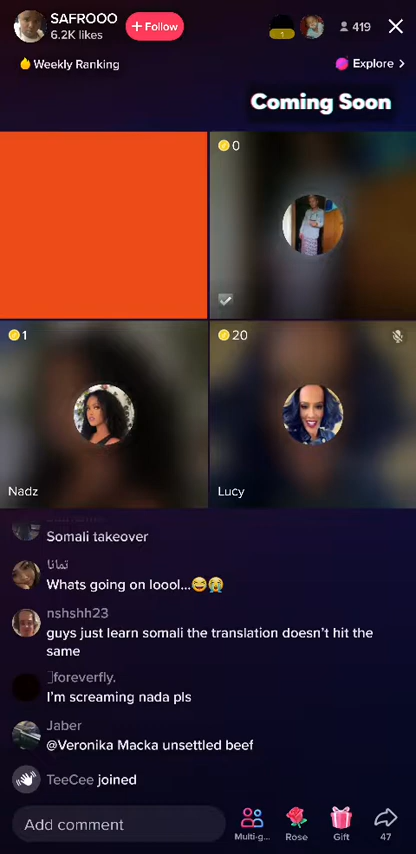 SAFROOO
6.2K likes
+ Follow
1
419
Weekly Ranking
Explore >
Coming Soon
0
1
20
Nadz
Lucy
Somali takeover
تمانا
Whats going on loool...😂😭
nshshh23
guys just learn somali the translation doesn’t hit the
same
]foreverfly.
I’m screaming nada pls
Jaber
@Veronika Macka unsettled beef
TeeCee joined
Add comment
Multi-g...
Rose
Gift
47